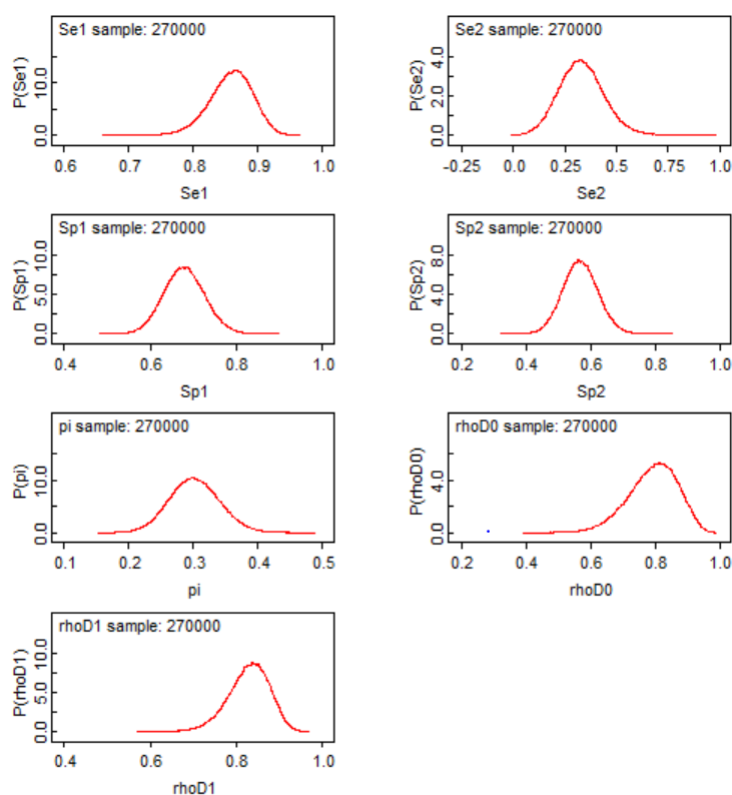 Se1 sample: 270000
P(Se1)
0.0 10.0
0.6 0.7 0.8 0.9 1.0
Se1
Se2 sample: 270000
P(Se2)
0.0 2.0 4.0
-0.25 0.0 0.25 0.5 0.75 1.0
Se2
Sp1 sample: 270000
P(Sp1)
0.0 5.0 10.0
0.4 0.6 0.8 1.0
Sp1
Sp2 sample: 270000
P(Sp2)
0.0 4.0 8.0
0.2 0.4 0.6 0.8 1.0
Sp2
pi sample: 270000
P(pi)
0.0 10.0
0.1 0.2 0.3 0.4 0.5
pi
rhoD0 sample: 270000
P(rhoD0)
0.0 4.0
0.2 0.4 0.6 0.8 1.0
rhoD0
rhoD1 sample: 270000
P(rhoD1)
0.0 5.0 10.0
0.4 0.6 0.8 1.0
rhoD1